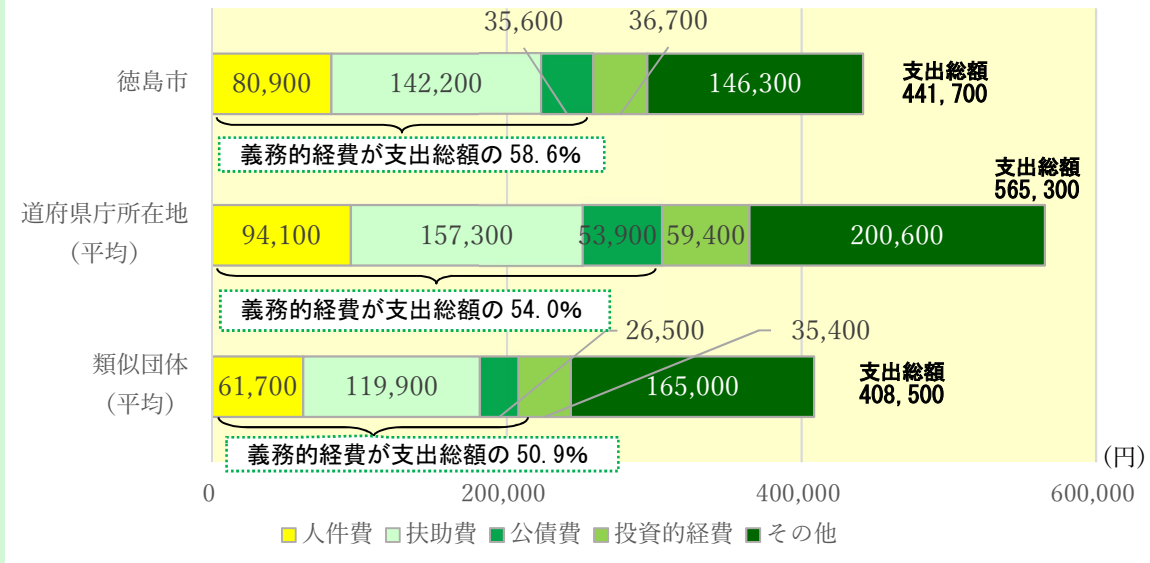 35,600
36,700
徳島市
80,900
142,200
146,300
支出総額
441,700
義務的経費が支出総額の58.6%
支出総額
565,300
道府県庁所在地
(平均)
94,100
157,300
53,900
59,400
200,600
義務的経費が支出総額の54.0%
26,500
35,400
類似団体
(平均)
61,700
119,900
165,000
支出総額
408,500
義務的経費が支出総額の50.9%
(円)
0
200,000
400,000
600,000
人件費 扶助費 公債費 投資的経費 その他